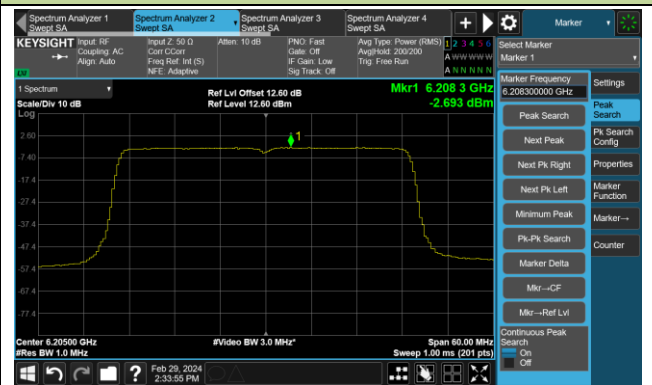 Spectrum Analyzer 1
Swept SA
Spectrum Analyzer 2
Swept SA
Spectrum Analyzer 3
Swept SA
Spectrum Analyzer 4
Swept SA
Marker
KEYSIGHT
Input: RF
Coupling: AC
Align: Auto
Input Z: 50 Ω
Corr CCorr
Freq Ref: Int (S)
NFE: Adaptive
Atten: 10 dB
PNO: Fast
Gate: Off
IF Gain: Low
Sig Track: Off
Avg Type: Power (RMS)
Avg|Hold: 200/200
Trig: Free Run
1 2 3 4 5 6
A W W W W W
A N N N N N
LXI
1 Spectrum
Scale/Div 10 dB
Log
Ref Lvl Offset 12.60 dB
Ref Level 12.60 dBm
Mkr1 6.208 3 GHz
-2.693 dBm
1
2.60
-7.40
-17.4
-27.4
-37.4
-47.4
-57.4
-67.4
-77.4
Center 6.20500 GHz
#Res BW 1.0 MHz
#Video BW 3.0 MHz*
Span 60.00 MHz
Sweep 1.00 ms (201 pts)
Feb 29, 2024
2:33:55 PM
Select Marker
Marker 1
Marker Frequency
6.208300000 GHz
Peak Search
Next Peak
Next Pk Right
Next Pk Left
Minimum Peak
Pk-Pk Search
Marker Delta
Mkr→CF
Mkr→Ref Lvl
Continuous Peak
Search
On
Off
Settings
Peak
Search
Pk Search
Config
Properties
Marker
Function
Marker→
Counter